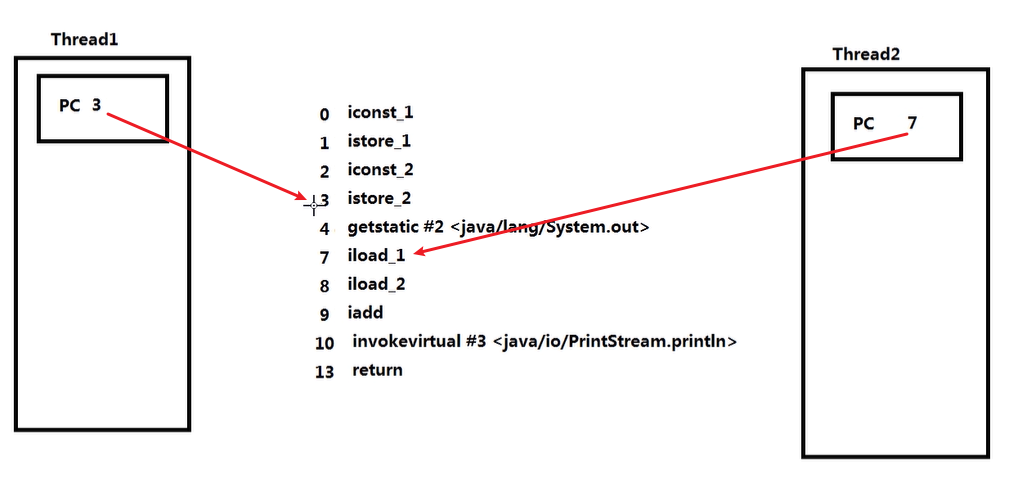 Thread1
PC 3
Thread2
PC 7
0 iconst_1
1 istore_1
2 iconst_2
3 istore_2
4 getstatic #2 <java/lang/System.out>
7 iload_1
8 iload_2
9 iadd
10 invokevirtual #3 <java/io/PrintStream.println>
13 return